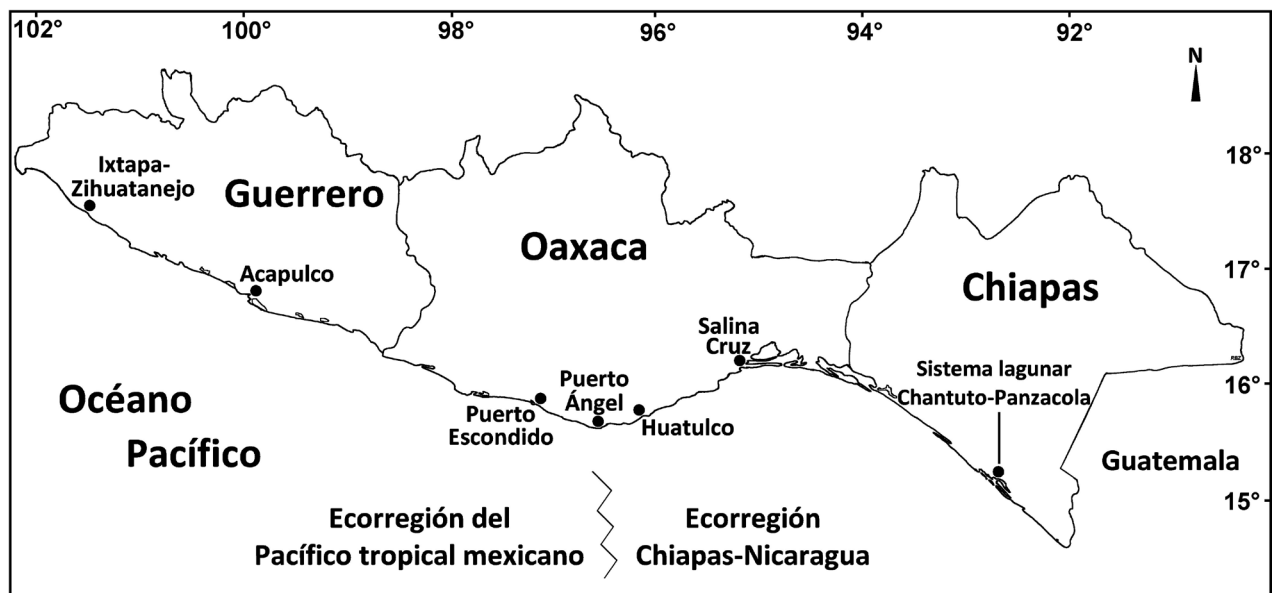 102° 100° 98° 96° 94° 92°
N
18°
Ixtapa-
Zihuatanejo
Guerrero
Oaxaca
17°
Acapulco
Chiapas
Salina
Cruz
Sistema lagunar
Chantuto-Panzacola
16°
Océano
Pacífico
Puerto
Escondido
Puerto
Ángel
Huatulco
Guatemala
15°
Ecorregión del
Pacífico tropical mexicano
Ecorregión
Chiapas-Nicaragua